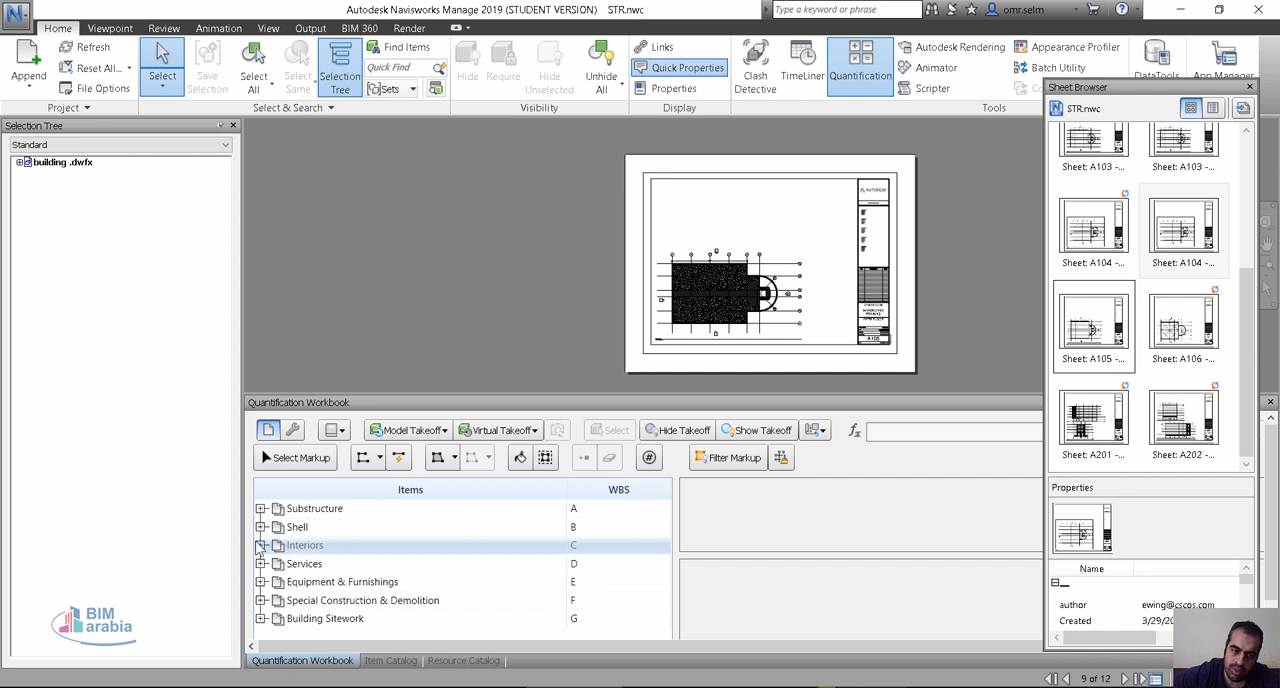 Autodesk Navisworks Manage 2019 (STUDENT VERSION) STR.nwc
Type a keyword or phrase
omr.selm
Home Viewpoint Review Animation View Output BIM 360 Render
Append
Refresh
Reset All...
File Options
Project
Select
Save Selection
Select All
Select Same
Selection Tree
Find Items
Quick Find
Sets
Select & Search
Hide
Require
Hide Unselected
Unhide All
Visibility
Links
Quick Properties
Properties
Display
Clash Detective
TimeLiner
Quantification
Autodesk Rendering
Animator
Scripter
Appearance Profiler
Batch Utility
Tools
DataTools
App Manager
Selection Tree
Standard
building .dwfx
Sheet Browser
STR.nwc
Sheet: A103 -...
Sheet: A103 -...
Sheet: A104 -...
Sheet: A104 -...
Sheet: A105 -...
Sheet: A106 -...
Sheet: A201 -...
Sheet: A202 -...
Properties
Name
author ewing@cscos.com
AUTODESK
A105
Quantification Workbook
Model Takeoff
Virtual Takeoff
Select
Hide Takeoff
Show Takeoff
fx
Select Markup
Filter Markup
Items WBS
Substructure A
Shell B
Interiors C
Services D
Equipment & Furnishings E
Special Construction & Demolition F
Building Sitework G
Quantification Workbook Item Catalog Resource Catalog
BIM
arabia
9 of 12